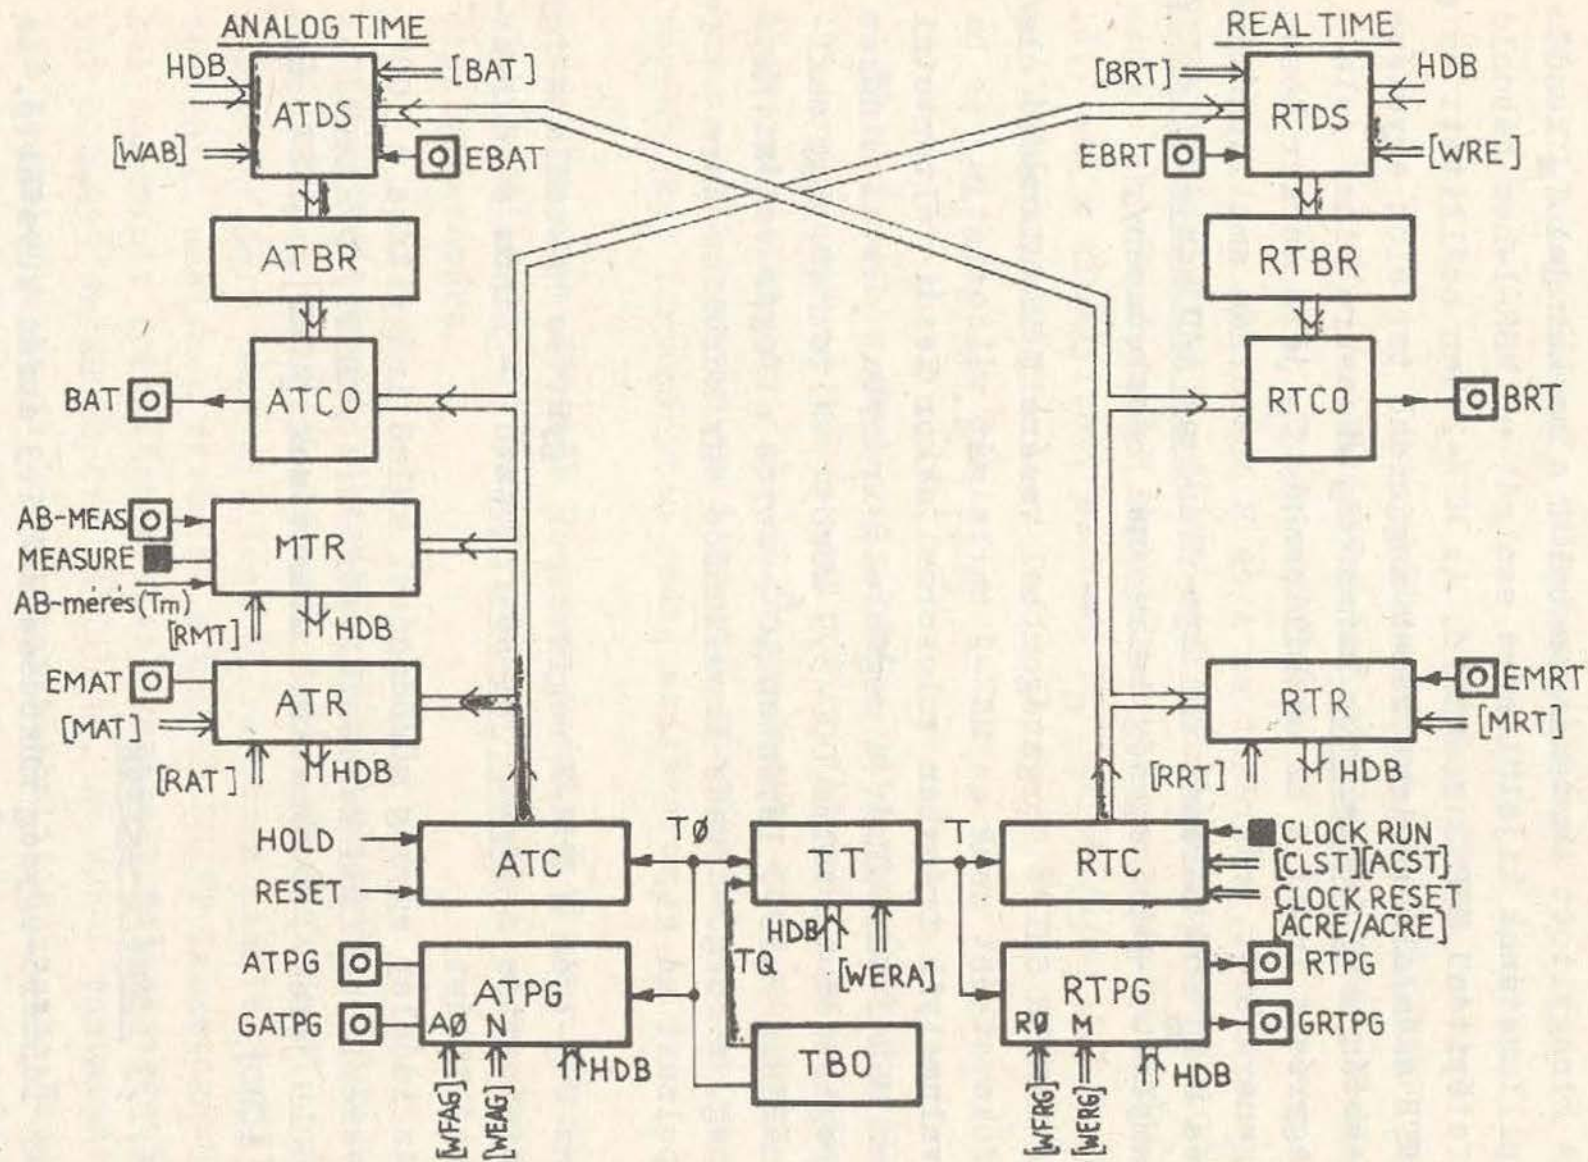 ANALOG TIME
REAL TIME
HDB
[BAT]
[BRT]
HDB
ATDS
RTDS
[WAB]
EBAT
EBRT
[WRE]
ATBR
RTBR
BAT
ATCO
RTCO
BRT
AB-MEAS
MEASURE
AB-mérés(Tm)
MTR
[RMT]
HDB
EMAT
[MAT]
ATR
[RAT]
HDB
RTR
EMRT
[MRT]
[RRT]
HDB
HOLD
RESET
ATC
TØ
TT
T
RTC
CLOCK RUN
[CLST][ACST]
CLOCK RESET
[ACRE/ACRE]
HDB
[WERA]
TQ
ATPG
GATPG
ATPG
AØ N
HDB
[WFAG]
[WEAG]
TBO
RTPG
RØ M
RTPG
GRTPG
HDB
[WFRG]
[WERG]